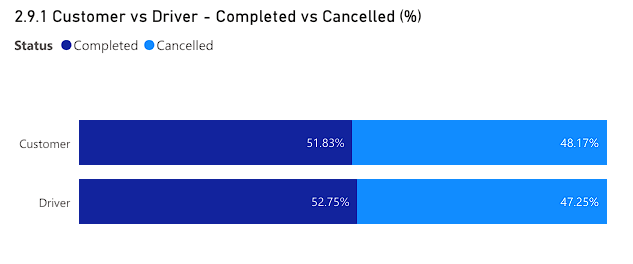 2.9.1 Customer vs Driver - Completed vs Cancelled (%)
Status Completed Cancelled
Customer 51.83% 48.17%
Driver 52.75% 47.25%